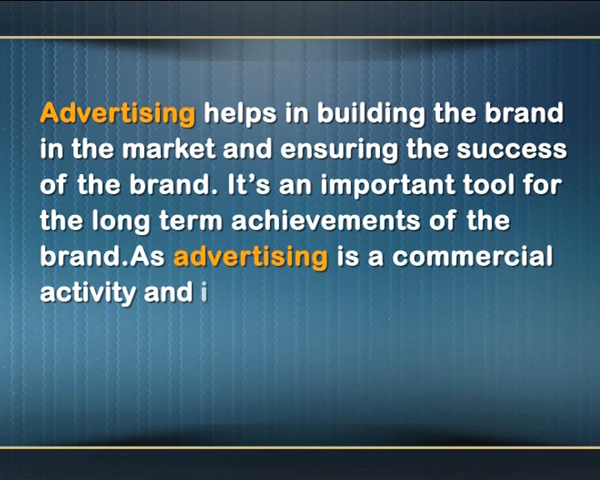 Advertising helps in building the brand
in the market and ensuring the success
of the brand. It's an important tool for
the long term achievements of the
brand.As advertising is a commercial
activity and i